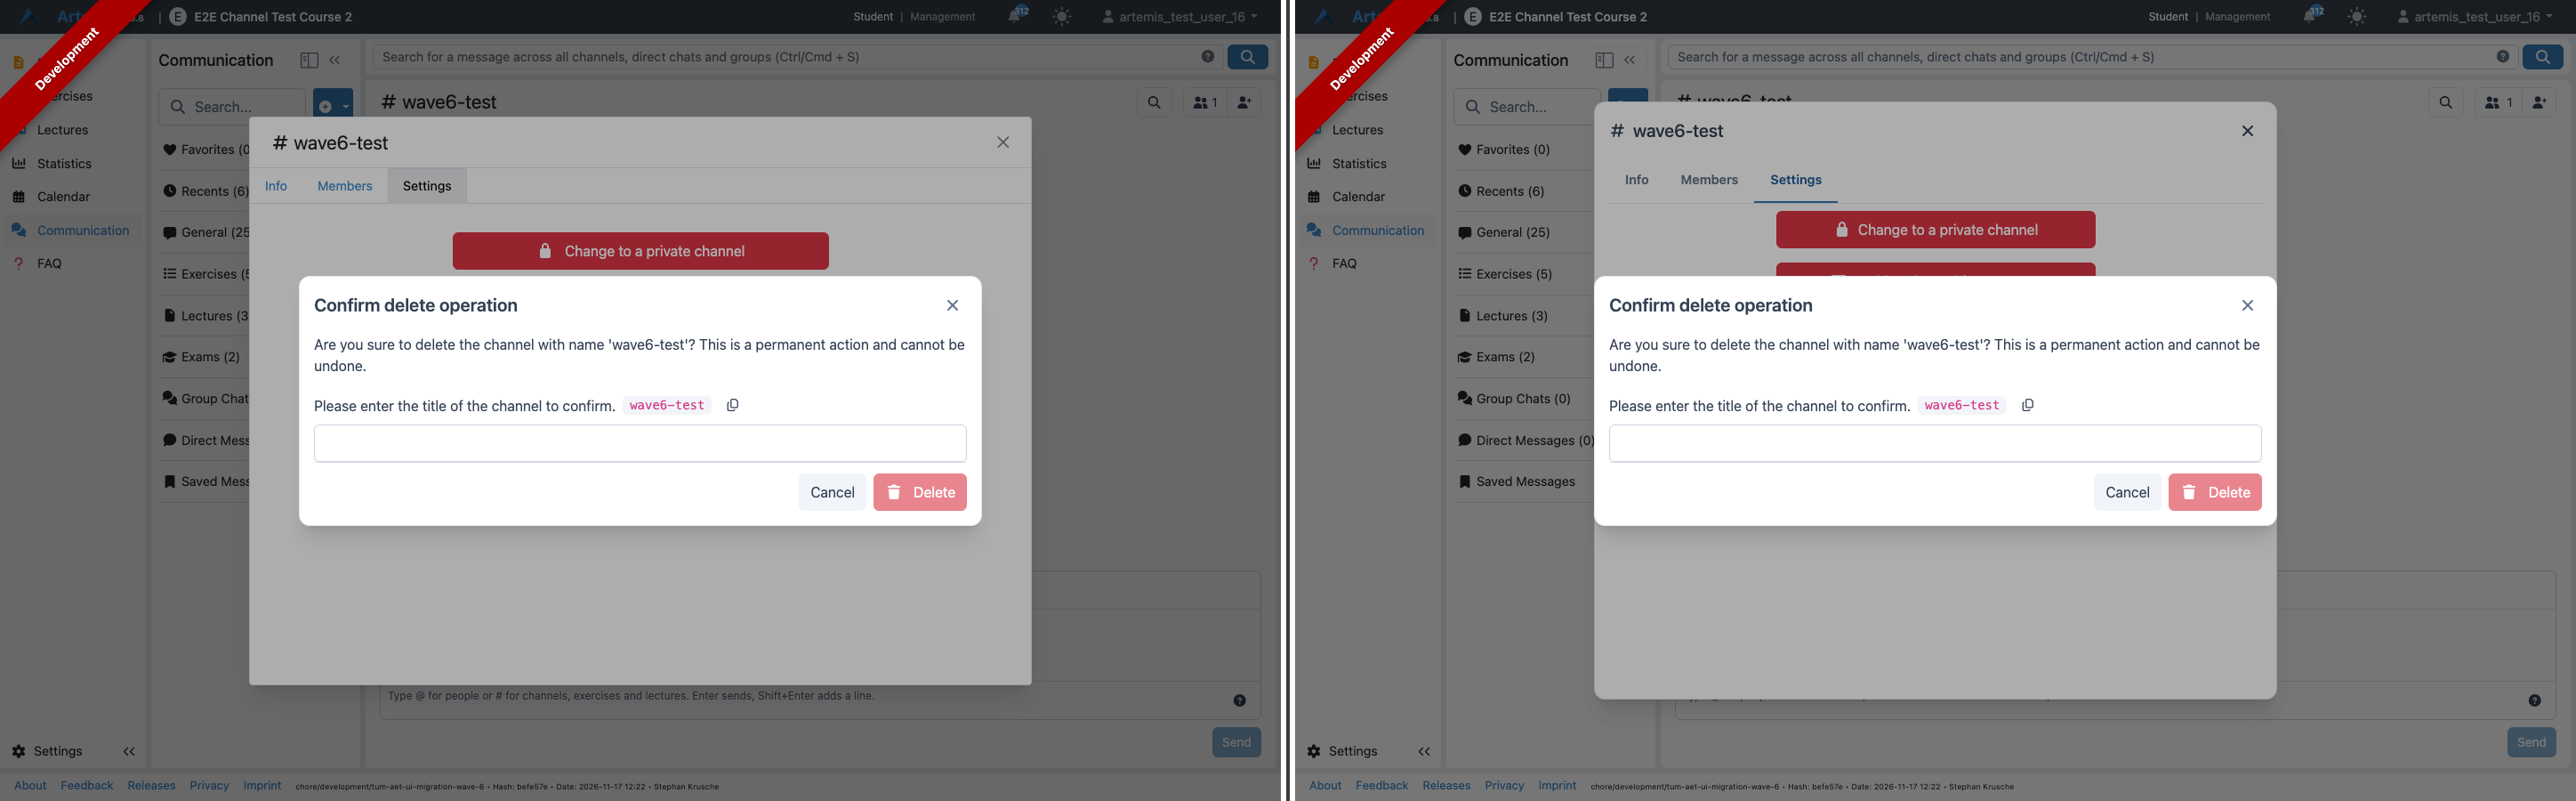 Development
E2E Channel Test Course 2
Student | Management
312
artemis_test_user_16
Lectures
Statistics
Calendar
Communication
FAQ
Settings
Communication
Search...
Favorites (0
Recents (6)
General (25
Exercises (5
Lectures (3
Exams (2)
Group Chat
Direct Mess
Saved Mess
Search for a message across all channels, direct chats and groups (Ctrl/Cmd + S)
# wave6-test
1
# wave6-test
Info Members Settings
Change to a private channel
Confirm delete operation
Are you sure to delete the channel with name 'wave6-test'? This is a permanent action and cannot be
undone.
Please enter the title of the channel to confirm. wave6-test
Cancel Delete
Type @ for people or # for channels, exercises and lectures. Enter sends, Shift+Enter adds a line.
Send
About Feedback Releases Privacy Imprint chore/development/tum-aet-ui-migration-wave-6 • Hash: befe57e • Date: 2026-11-17 12:22 • Stephan Krusche
Development
E2E Channel Test Course 2
Student | Management
312
artemis_test_user_16
Lectures
Statistics
Calendar
Communication
FAQ
Settings
Communication
Search...
Favorites (0)
Recents (6)
General (25)
Exercises (5)
Lectures (3)
Exams (2)
Group Chats (0)
Direct Messages (0)
Saved Messages
Search for a message across all channels, direct chats and groups (Ctrl/Cmd + S)
# wave6-test
1
# wave6-test
Info Members Settings
Change to a private channel
Confirm delete operation
Are you sure to delete the channel with name 'wave6-test'? This is a permanent action and cannot be
undone.
Please enter the title of the channel to confirm. wave6-test
Cancel Delete
Send
About Feedback Releases Privacy Imprint chore/development/tum-aet-ui-migration-wave-6 • Hash: befe57e • Date: 2026-11-17 12:22 • Stephan Krusche